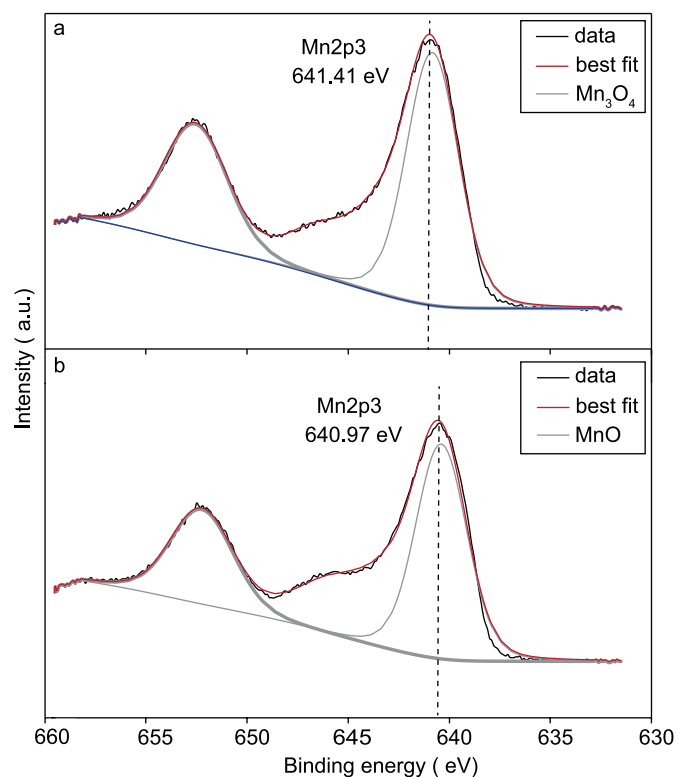 a
Mn2p3
641.41 eV
data
best fit
Mn₃O₄
b
Mn2p3
640.97 eV
data
best fit
MnO
Intensity ( a.u.)
660 655 650 645 640 635 630
Binding energy ( eV)